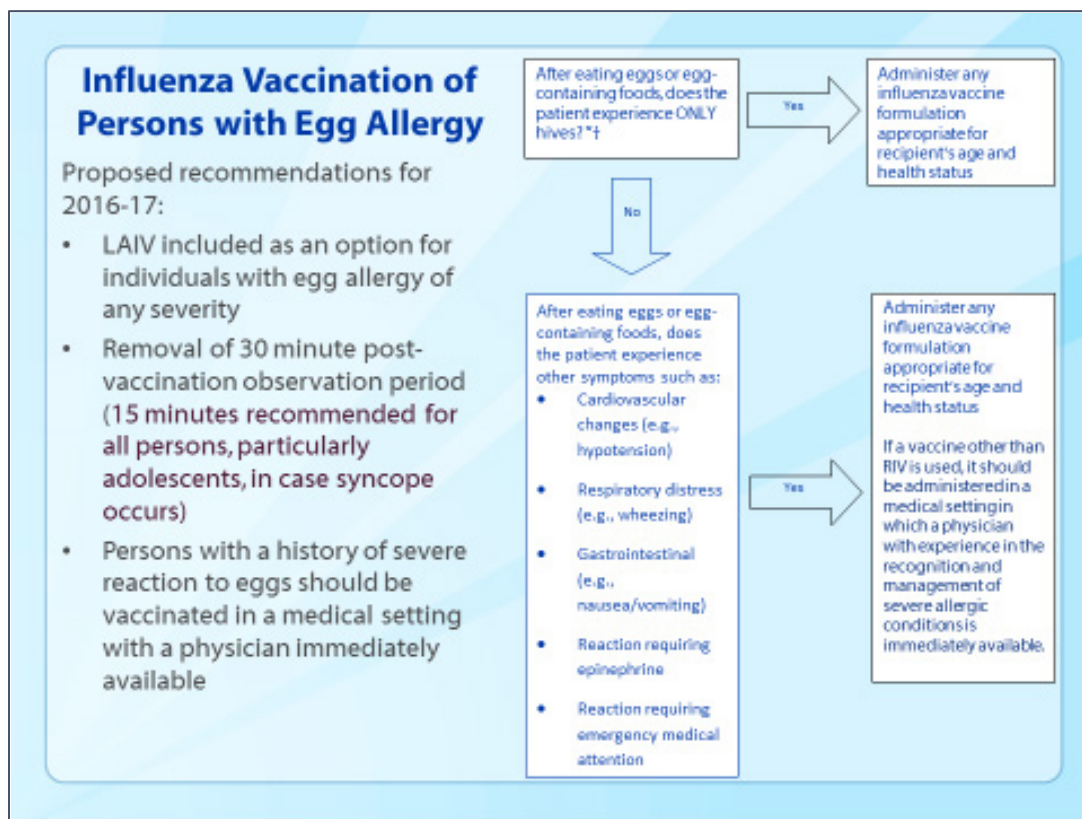 Influenza Vaccination of
Persons with Egg Allergy
Proposed recommendations for
2016-17:
• LAIV included as an option for
individuals with egg allergy of
any severity
• Removal of 30 minute post-
vaccination observation period
(15 minutes recommended for
all persons, particularly
adolescents, in case syncope
occurs)
• Persons with a history of severe
reaction to eggs should be
vaccinated in a medical setting
with a physician immediately
available
After eating eggs or egg-
containing foods, does the
patient experience ONLY
hives? *†
Yes
Administer any
influenza vaccine
formulation
appropriate for
recipient's age and
health status
No
After eating eggs or egg-
containing foods, does
the patient experience
other symptoms such as:
• Cardiovascular
changes (e.g.,
hypotension)
• Respiratory distress
(e.g., wheezing)
• Gastrointestinal
(e.g.,
nausea/vomiting)
• Reaction requiring
epinephrine
• Reaction requiring
emergency medical
attention
Yes
Administer any
influenza vaccine
formulation
appropriate for
recipient's age and
health status
If a vaccine other than
RIV is used, it should
be administered in a
medical setting in
which a physician
with experience in the
recognition and
management of
severe allergic
conditions is
immediately available.